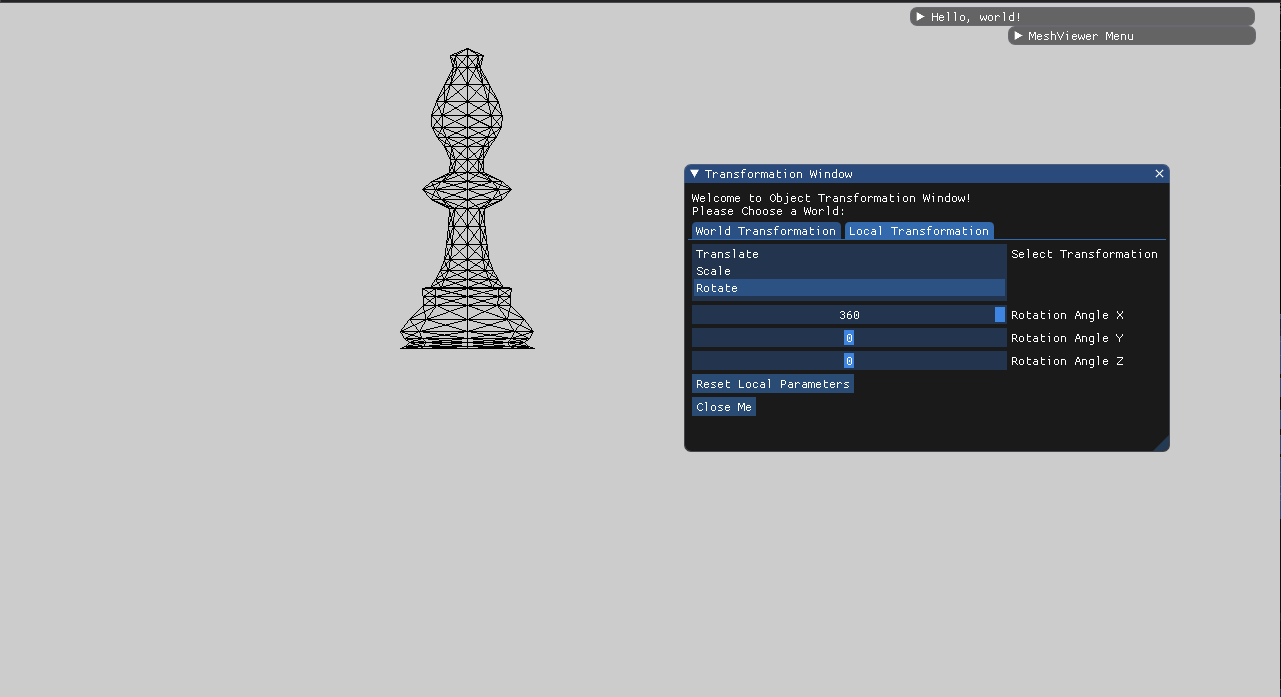 Hello, world!
MeshViewer Menu
Transformation Window
Welcome to Object Transformation Window!
Please Choose a World:
World Transformation Local Transformation
Translate Select Transformation
Scale
Rotate
360 Rotation Angle X
0 Rotation Angle Y
0 Rotation Angle Z
Reset Local Parameters
Close Me